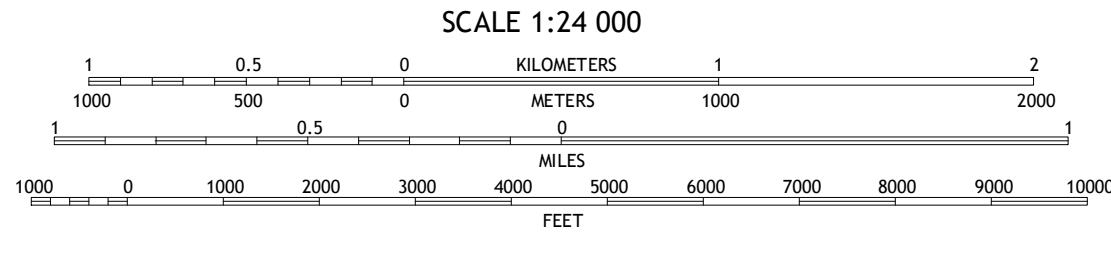 SCALE 1:24 000
1 0.5 0 KILOMETERS 1 2
1000 500 0 METERS 1000 2000
1 0.5 0 1
MILES
1000 0 1000 2000 3000 4000 5000 6000 7000 8000 9000 10000
FEET